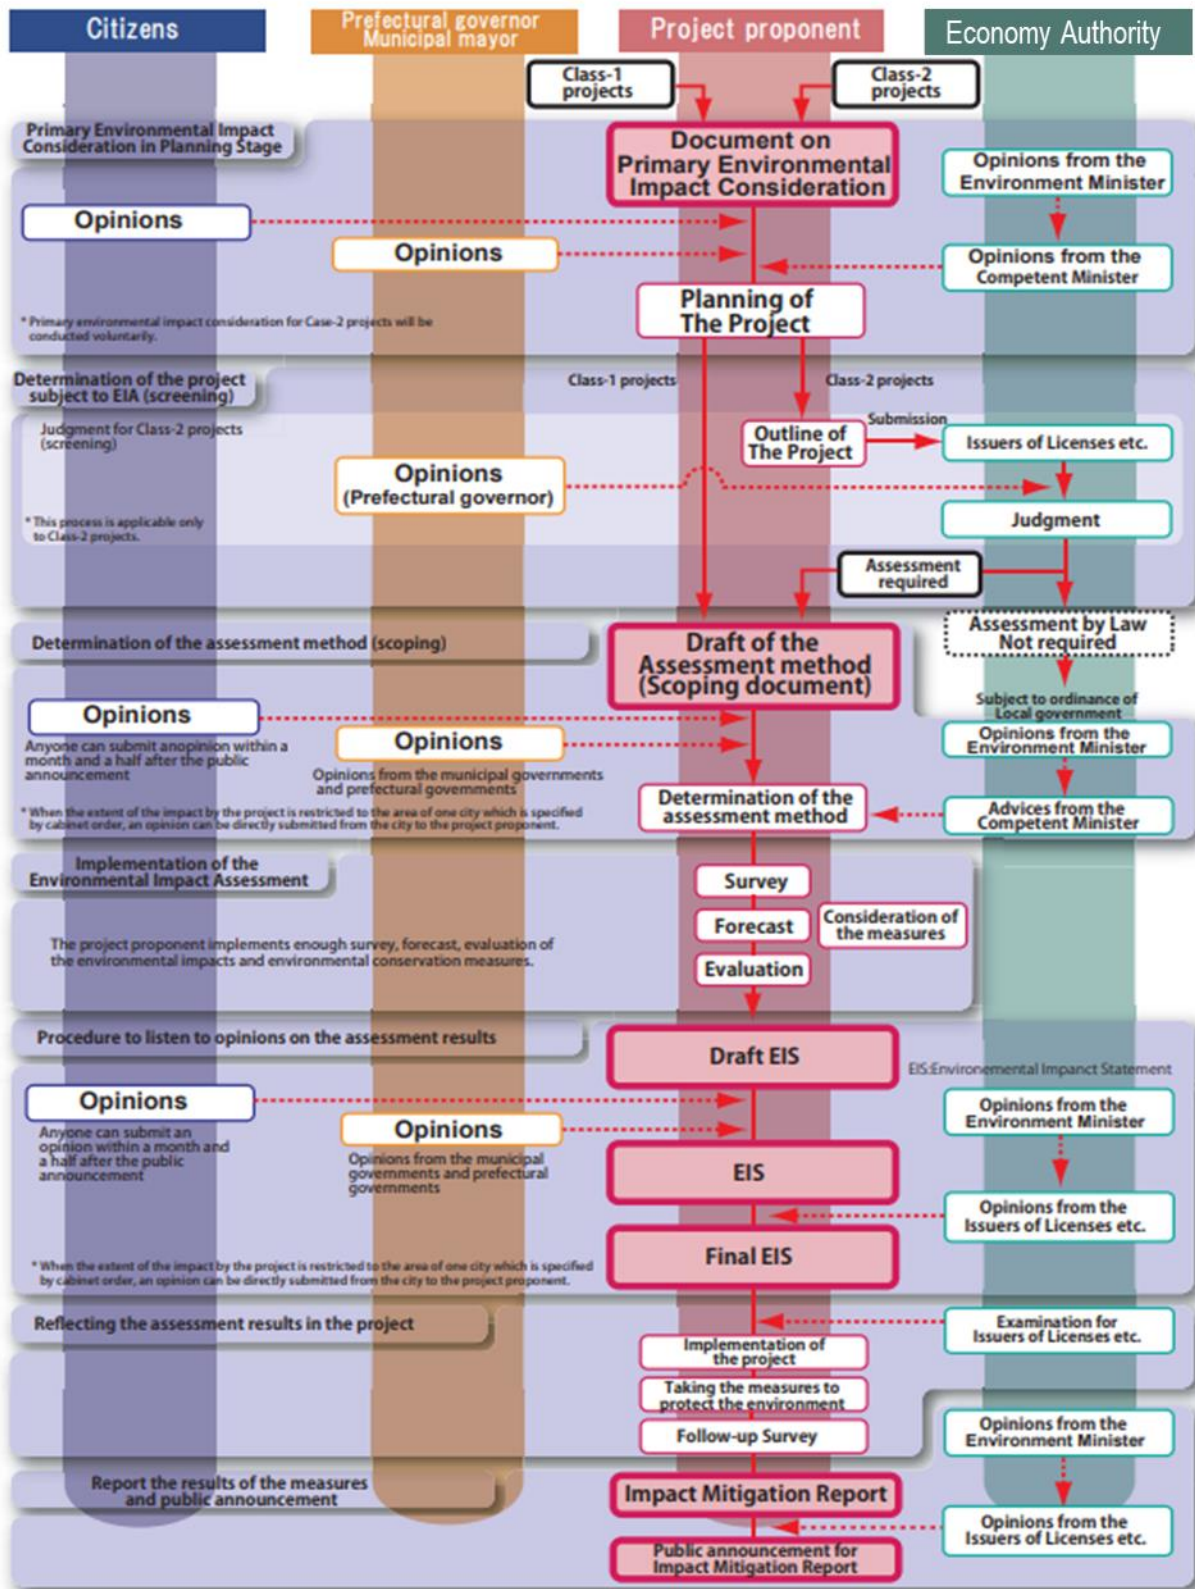 Citizens
Prefectural governor
Municipal mayor
Project proponent
Economy Authority
Class-1
projects
Class-2
projects
Primary Environmental Impact
Consideration in Planning Stage
Document on
Primary Environmental
Impact Consideration
Opinions from the
Environment Minister
Opinions
Opinions
Opinions from the
Competent Minister
Planning of
The Project
* Primary environmental impact consideration for Case-2 projects will be
conducted voluntarily.
Determination of the project
subject to EIA (screening)
Class-1 projects
Class-2 projects
Judgment for Class-2 projects
(screening)
Outline of
The Project
Submission
Issuers of Licenses etc.
Opinions
(Prefectural governor)
* This process is applicable only
to Class-2 projects.
Judgment
Assessment
required
Assessment by Law
Not required
Determination of the assessment method (scoping)
Draft of the
Assessment method
(Scoping document)
Subject to ordinance of
Local government
Opinions
Anyone can submit anopinion within a
month and a half after the public
announcement
Opinions
Opinions from the municipal governments
and prefectural governments
Opinions from the
Environment Minister
* When the extent of the impact by the project is restricted to the area of one city which is specified
by cabinet order, an opinion can be directly submitted from the city to the project proponent.
Determination of the
assessment method
Advices from the
Competent Minister
Implementation of the
Environmental Impact Assessment
Survey
Forecast
Consideration of
the measures
The project proponent implements enough survey, forecast, evaluation of
the environmental impacts and environmental conservation measures.
Evaluation
Procedure to listen to opinions on the assessment results
Draft EIS
EIS:Environemental Impanct Statement
Opinions
Anyone can submit an
opinion within a month and
a half after the public
announcement
Opinions
Opinions from the municipal
governments and prefectural
governments
Opinions from the
Environment Minister
EIS
Opinions from the
Issuers of Licenses etc.
Final EIS
* When the extent of the impact by the project is restricted to the area of one city which is specified
by cabinet order, an opinion can be directly submitted from the city to the project proponent.
Reflecting the assessment results in the project
Examination for
Issuers of Licenses etc.
Implementation of
the project
Taking the measures to
protect the environment
Follow-up Survey
Opinions from the
Environment Minister
Report the results of the measures
and public announcement
Impact Mitigation Report
Opinions from the
Issuers of Licenses etc.
Public announcement for
Impact Mitigation Report